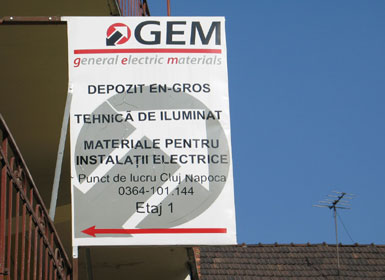 GEM
general electric materials
DEPOZIT EN-GROS
TEHNICĂ DE ILUMINAT
MATERIALE PENTRU
INSTALAȚII ELECTRICE
Punct de lucru Cluj Napoca
0364-101.144
Etaj 1